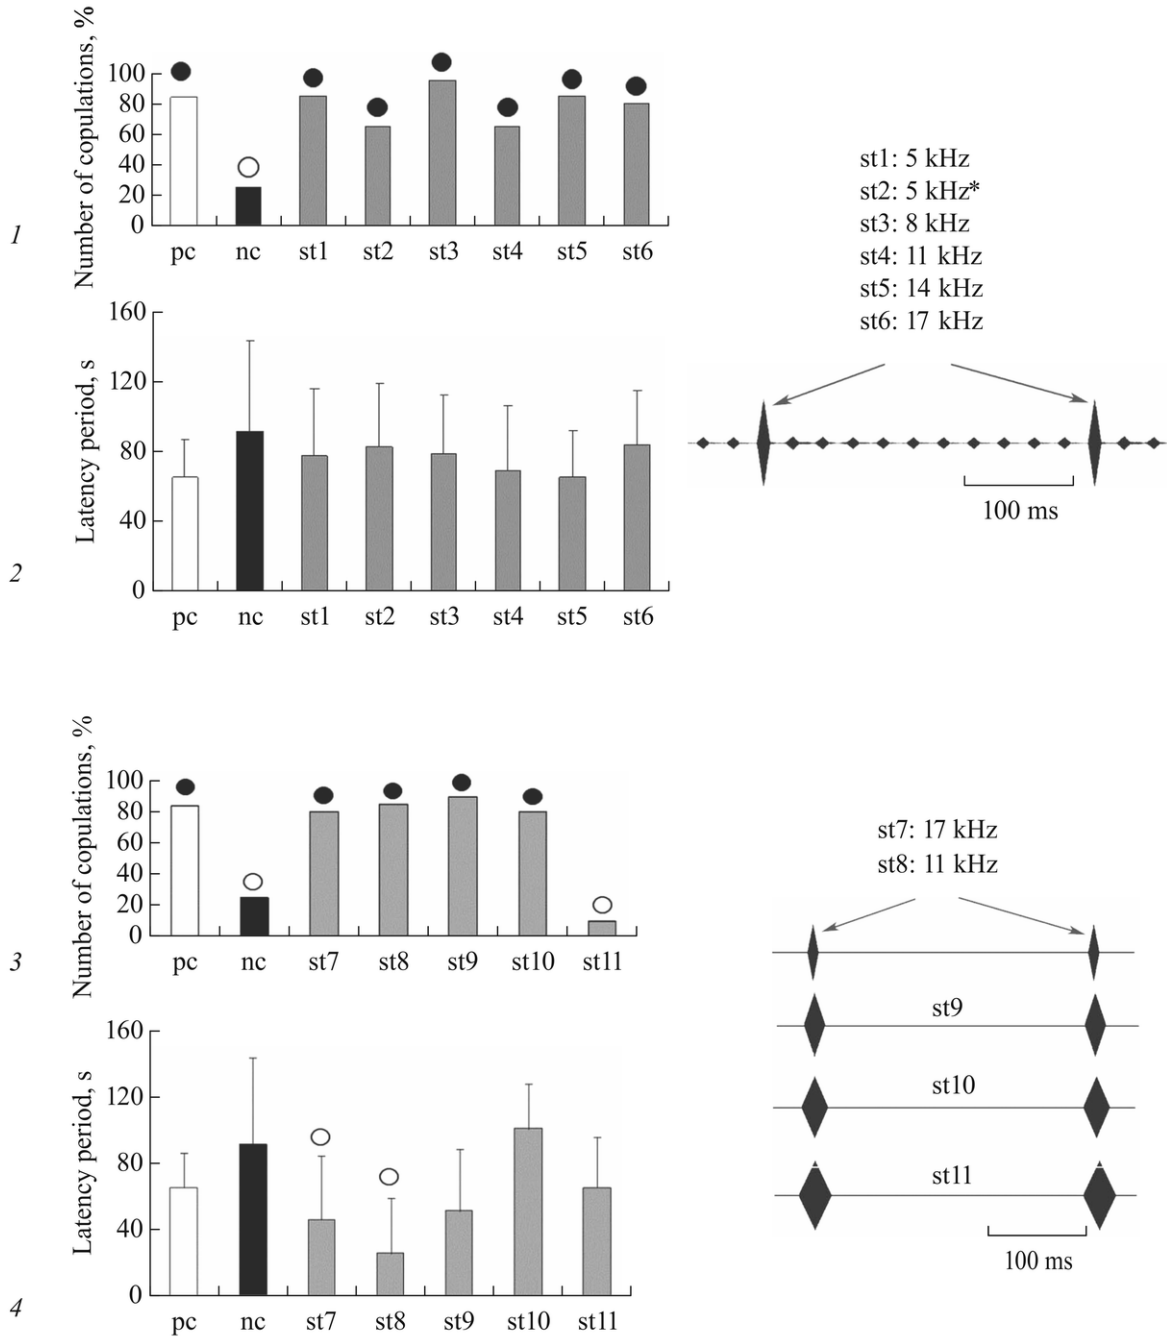 Number of copulations, %
100
80
60
40
20
0
pc nc st1 st2 st3 st4 st5 st6
1
st1: 5 kHz
st2: 5 kHz*
st3: 8 kHz
st4: 11 kHz
st5: 14 kHz
st6: 17 kHz
100 ms
Latency period, s
160
120
80
40
0
pc nc st1 st2 st3 st4 st5 st6
2
Number of copulations, %
100
80
60
40
20
0
pc nc st7 st8 st9 st10 st11
3
st7: 17 kHz
st8: 11 kHz
st9
st10
st11
100 ms
Latency period, s
160
120
80
40
0
pc nc st7 st8 st9 st10 st11
4